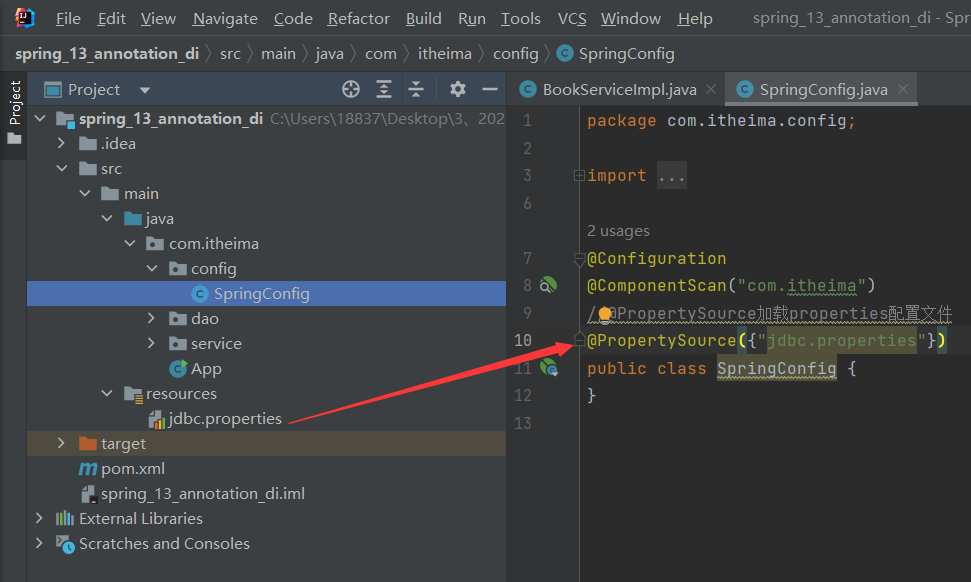 File Edit View Navigate Code Refactor Build Run Tools VCS Window Help spring_13_annotation_di - Spr
spring_13_annotation_di src main java com itheima config SpringConfig
Project
Project
BookServiceImpl.java
SpringConfig.java
spring_13_annotation_di C:\Users\18837\Desktop\3、202
.idea
src
main
java
com.itheima
config
SpringConfig
dao
service
App
resources
jdbc.properties
target
pom.xml
spring_13_annotation_di.iml
External Libraries
Scratches and Consoles
1 package com.itheima.config;
2
3 import ...
6
2 usages
7 @Configuration
8 @ComponentScan("com.itheima")
9 /@PropertySource加载properties配置文件
10 @PropertySource({"jdbc.properties"})
11 public class SpringConfig {
12 }
13